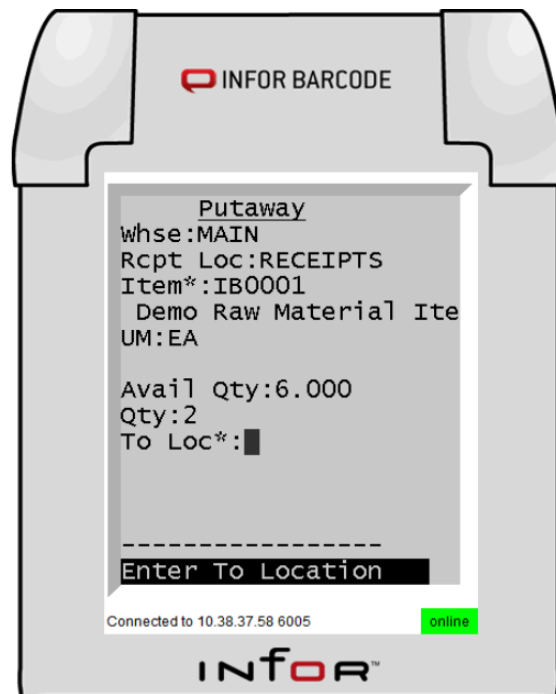 INFOR BARCODE
Putaway
Whse:MAIN
Rcpt Loc:RECEIPTS
Item*:IB0001
Demo Raw Material Ite
UM:EA
Avail Qty:6.000
Qty:2
To Loc*:
-----------------
Enter To Location
Connected to 10.38.37.58 6005
online
INFOR™